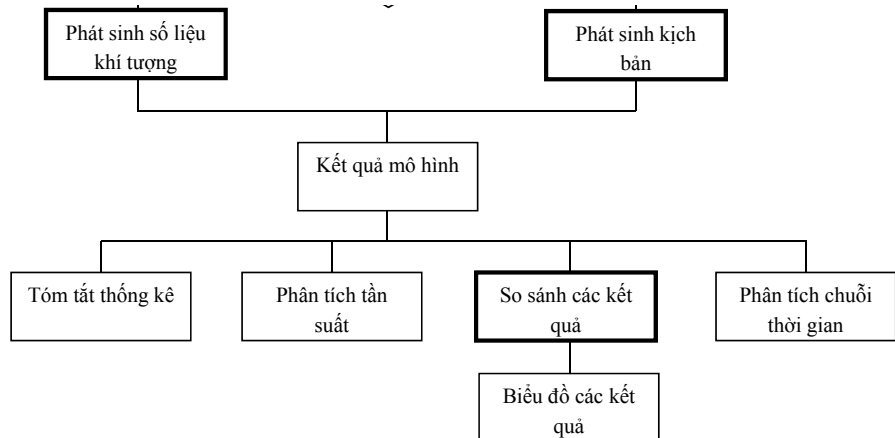 Phát sinh số liệu
khí tượng
Phát sinh kịch
bản
Kết quả mô hình
Tóm tắt thống kê
Phân tích tần
suất
So sánh các kết
quả
Phân tích chuỗi
thời gian
Biểu đồ các kết
quả